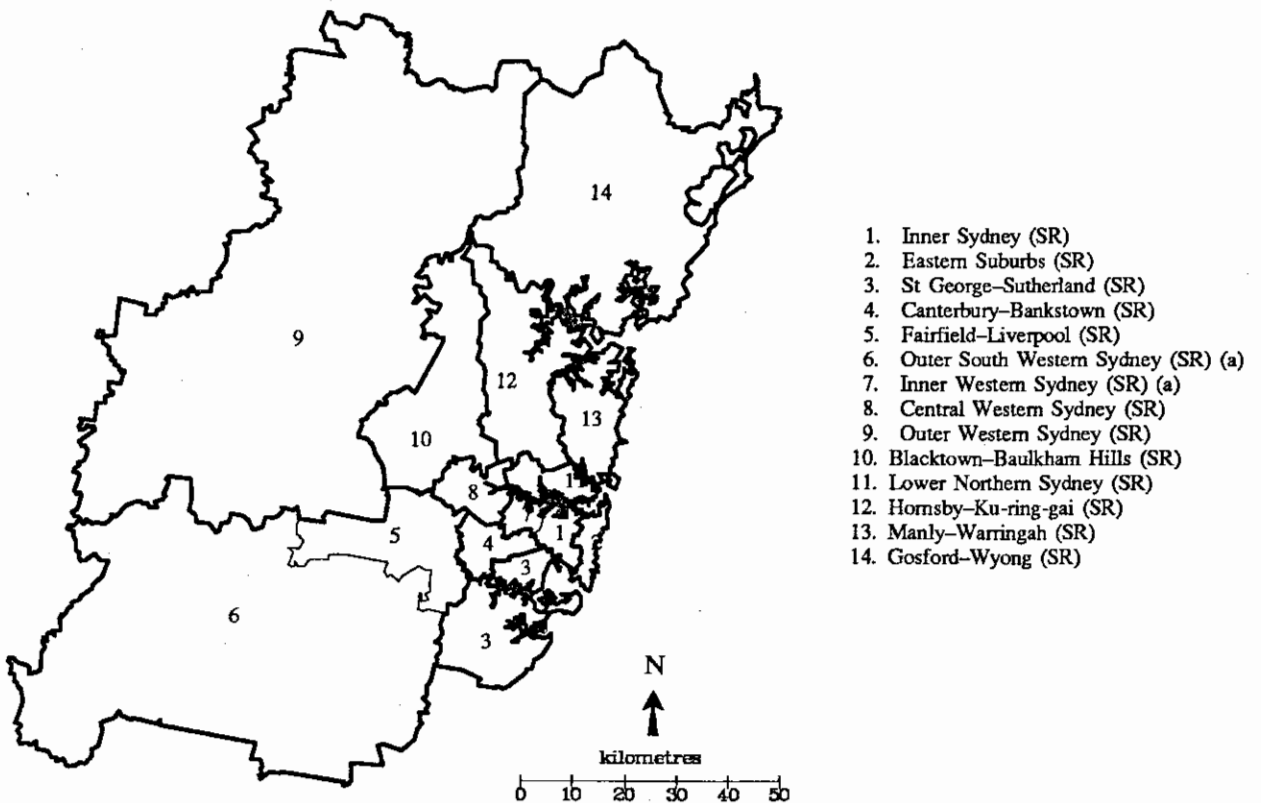 14
9
12
13
10
1
8
7
5
1
4
3
6
3
1. Inner Sydney (SR)
2. Eastern Suburbs (SR)
3. St George–Sutherland (SR)
4. Canterbury–Bankstown (SR)
5. Fairfield–Liverpool (SR)
6. Outer South Western Sydney (SR) (a)
7. Inner Western Sydney (SR) (a)
8. Central Western Sydney (SR)
9. Outer Western Sydney (SR)
10. Blacktown–Baulkham Hills (SR)
11. Lower Northern Sydney (SR)
12. Hornsby–Ku-ring-gai (SR)
13. Manly–Warringah (SR)
14. Gosford–Wyong (SR)
N
kilometres
0 10 20 30 40 50